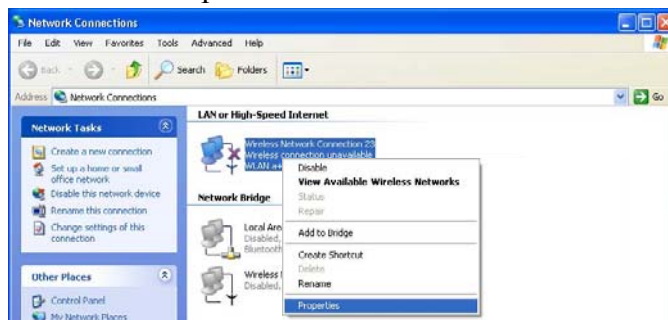 Network Connections
File Edit View Favorites Tools Advanced Help
Back Search Folders
Address Network Connections Go
LAN or High-Speed Internet
Network Tasks
Create a new connection
Set up a home or small
office network
Disable this network device
Rename this connection
Change settings of this
connection
Other Places
Control Panel
My Network Places
Wireless Network Connection 23
Wireless connection unavailable
WLAN
Network Bridge
Local Are
Disabled,
Bluetooth
Wireless
Disabled,
Disable
View Available Wireless Networks
Status
Repair
Add to Bridge
Create Shortcut
Delete
Rename
Properties